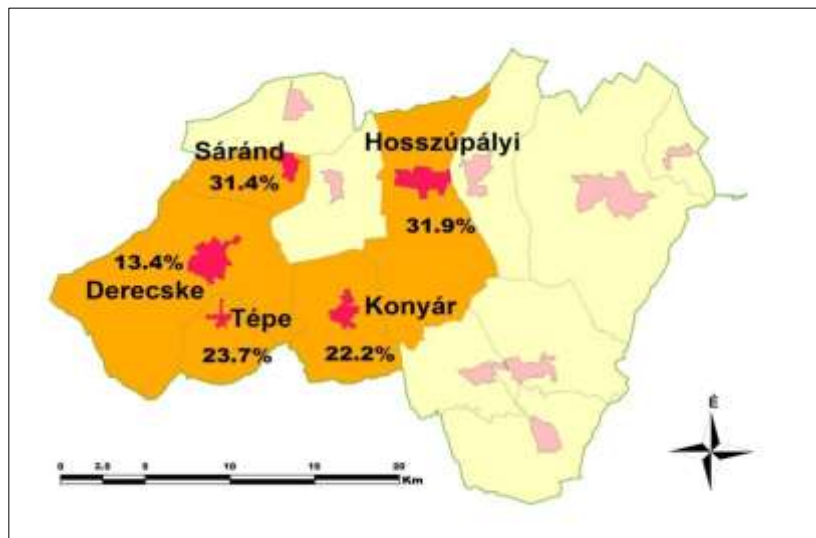 Sáránd
31.4%
Hosszúpályi
31.9%
13.4%
Derecske
Tépe
23.7%
Konyár
22.2%
É
0 2.5 5 10 15 20
Km